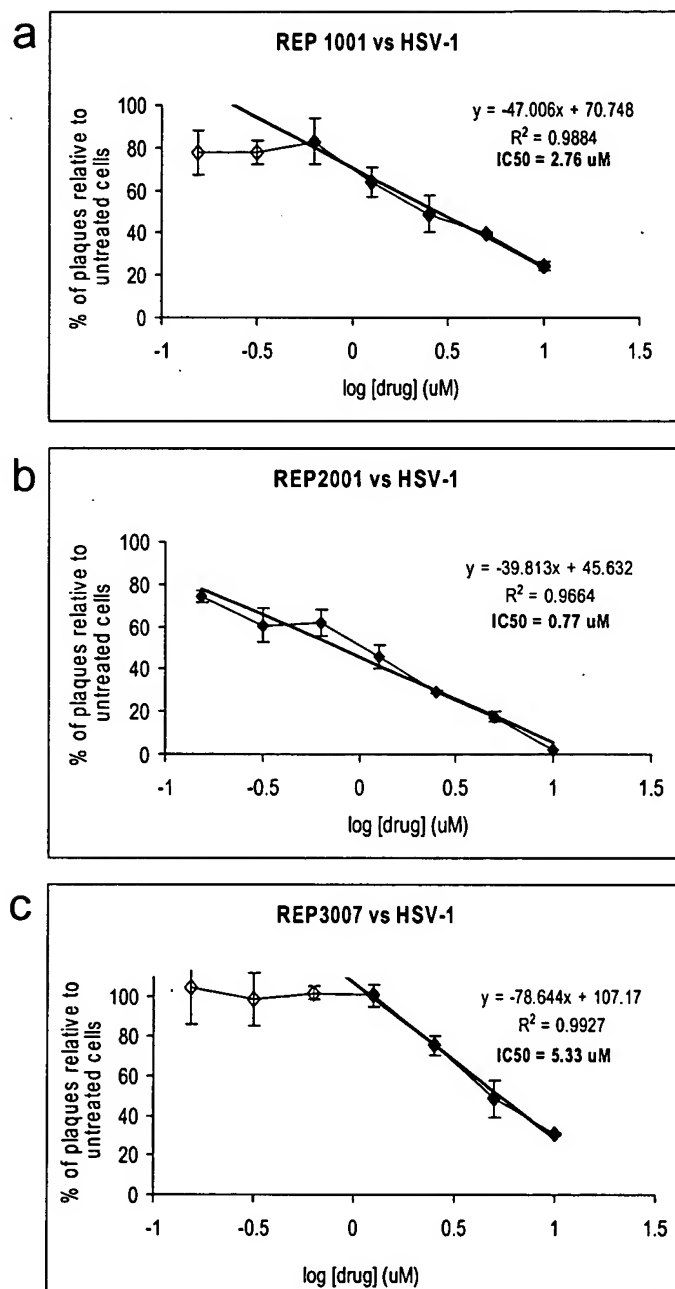 a
REP 1001 vs HSV-1
% of plaques relative to
untreated cells
100
80
60
40
20
0
-1
-0.5
0
0.5
1
1.5
log [drug] (uM)
y = -47.006x + 70.748
R² = 0.9884
IC50 = 2.76 uM
b
REP2001 vs HSV-1
% of plaques relative to
untreated cells
100
80
60
40
20
0
-1
-0.5
0
0.5
1
1.5
log [drug] (uM)
y = -39.813x + 45.632
R² = 0.9664
IC50 = 0.77 uM
c
REP3007 vs HSV-1
% of plaques relative to
untreated cells
100
80
60
40
20
0
-1
-0.5
0
0.5
1
1.5
log [drug] (uM)
y = -78.644x + 107.17
R² = 0.9927
IC50 = 5.33 uM